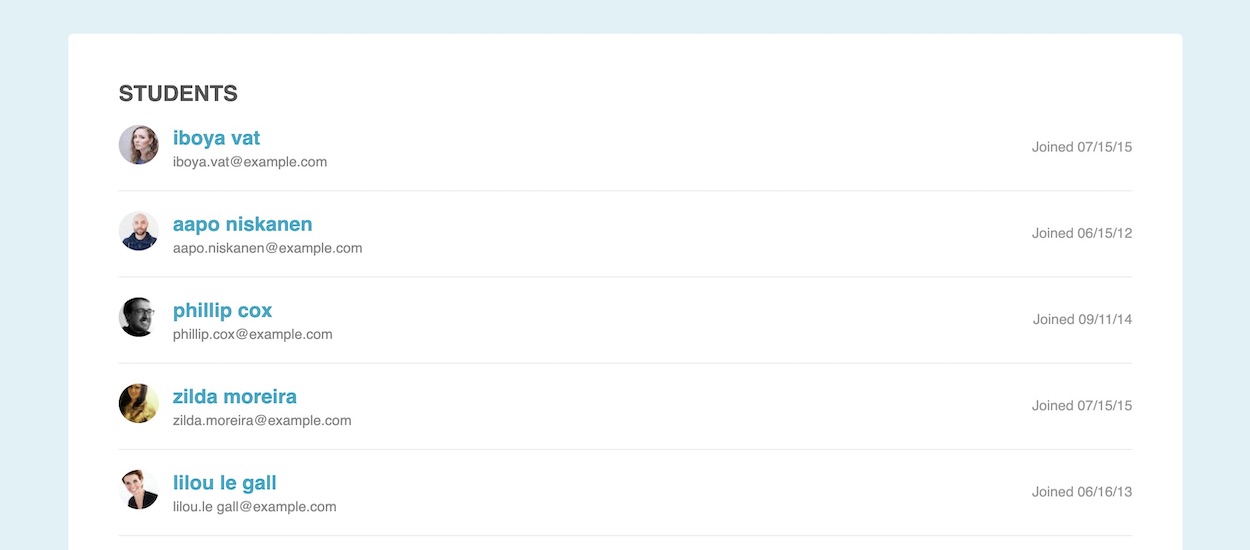 STUDENTS
iboya vat
iboya.vat@example.com
Joined 07/15/15
aapo niskanen
aapo.niskanen@example.com
Joined 06/15/12
phillip cox
phillip.cox@example.com
Joined 09/11/14
zilda moreira
zilda.moreira@example.com
Joined 07/15/15
lilou le gall
lilou.le gall@example.com
Joined 06/16/13